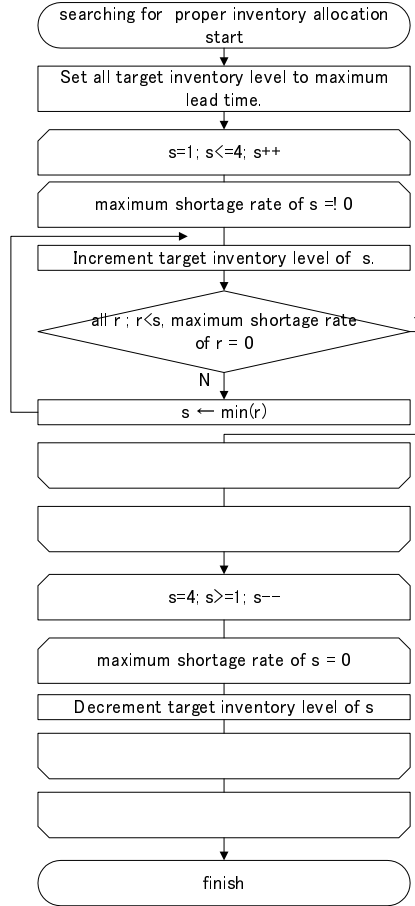 searching for proper inventory allocation
start
Set all target inventory level to maximum
lead time.
s=1; s<=4; s++
maximum shortage rate of s =! 0
Increment target inventory level of s.
all r ; r<s, maximum shortage rate
of r = 0
N
s ← min(r)
s=4; s>=1; s--
maximum shortage rate of s = 0
Decrement target inventory level of s
finish